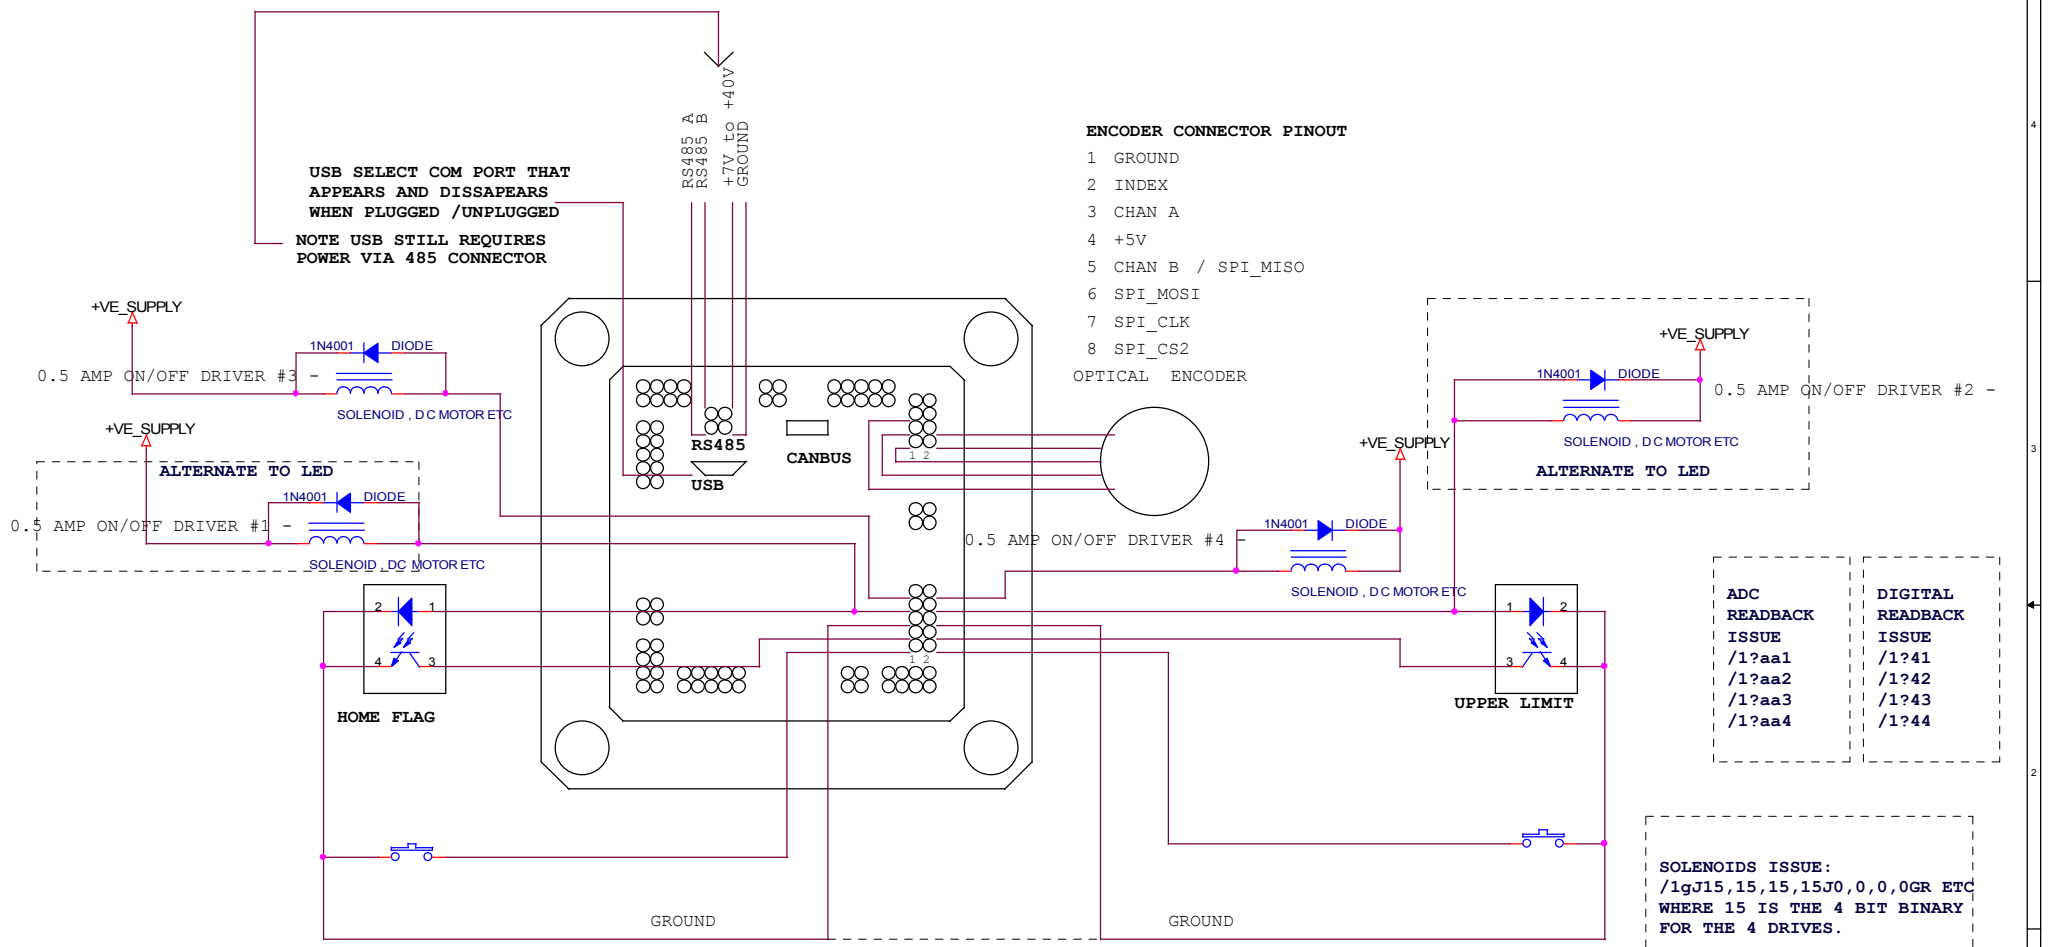 RS485 A
RS485 B
+7V to +40V
GROUND
USB SELECT COM PORT THAT
APPEARS AND DISSAPEARS
WHEN PLUGGED /UNPLUGGED
NOTE USB STILL REQUIRES
POWER VIA 485 CONNECTOR
ENCODER CONNECTOR PINOUT
1 GROUND
2 INDEX
3 CHAN A
4 +5V
5 CHAN B / SPI_MISO
6 SPI_MOSI
7 SPI_CLK
8 SPI_CS2
OPTICAL ENCODER
+VE_SUPPLY
1N4001 DIODE
0.5 AMP ON/OFF DRIVER #3 -
SOLENOID , DC MOTOR ETC
+VE_SUPPLY
ALTERNATE TO LED
1N4001 DIODE
0.5 AMP ON/OFF DRIVER #1 -
SOLENOID , DC MOTOR ETC
2 1
4 3
HOME FLAG
RS485
CANBUS
USB
1 2
1 2
+VE_SUPPLY
1N4001 DIODE
0.5 AMP ON/OFF DRIVER #4 -
SOLENOID , DC MOTOR ETC
+VE_SUPPLY
1N4001 DIODE
0.5 AMP ON/OFF DRIVER #2 -
SOLENOID , DC MOTOR ETC
ALTERNATE TO LED
1 2
3 4
UPPER LIMIT
ADC
READBACK
ISSUE
/1?aa1
/1?aa2
/1?aa3
/1?aa4
DIGITAL
READBACK
ISSUE
/1?41
/1?42
/1?43
/1?44
SOLENOIDS ISSUE:
/1gJ15,15,15,15J0,0,0,0GR ETC
WHERE 15 IS THE 4 BIT BINARY
FOR THE 4 DRIVES.
GROUND
GROUND
4
3
2